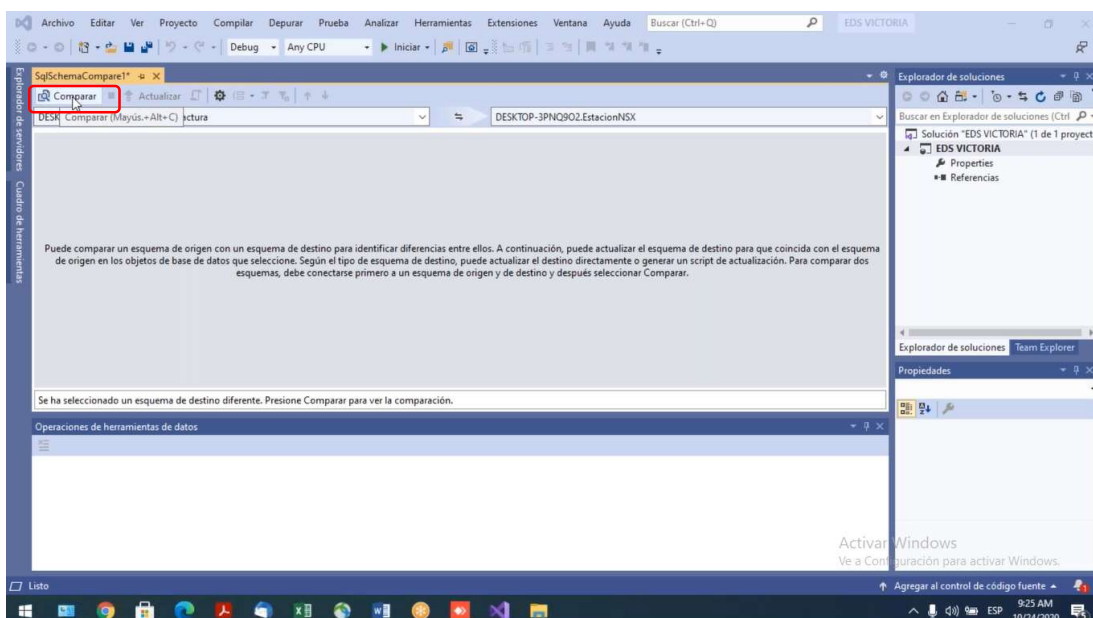 Archivo Editar Ver Proyecto Compilar Depurar Prueba Analizar Herramientas Extensiones Ventana Ayuda Buscar (Ctrl+Q) EDS VICTORIA
Debug Any CPU Iniciar
SqlSchemaCompare1*
Comparar Actualizar
DESK Comparar (Mayús.+Alt+C) actura DESKTOP-3PNQ9O2.EstacionNSX
Explorador de servidores
Cuadro de herramientas
Puede comparar un esquema de origen con un esquema de destino para identificar diferencias entre ellos. A continuación, puede actualizar el esquema de destino para que coincida con el esquema
de origen en los objetos de base de datos que seleccione. Según el tipo de esquema de destino, puede actualizar el destino directamente o generar un script de actualización. Para comparar dos
esquemas, debe conectarse primero a un esquema de origen y de destino y después seleccionar Comparar.
Se ha seleccionado un esquema de destino diferente. Presione Comparar para ver la comparación.
Operaciones de herramientas de datos
Explorador de soluciones
Buscar en Explorador de soluciones (Ctrl
Solución "EDS VICTORIA" (1 de 1 proyect
EDS VICTORIA
Properties
Referencias
Explorador de soluciones Team Explorer
Propiedades
Activar Windows
Ve a Configuración para activar Windows.
Listo Agregar al control de código fuente 1
ESP 9:25 AM
10/24/2020